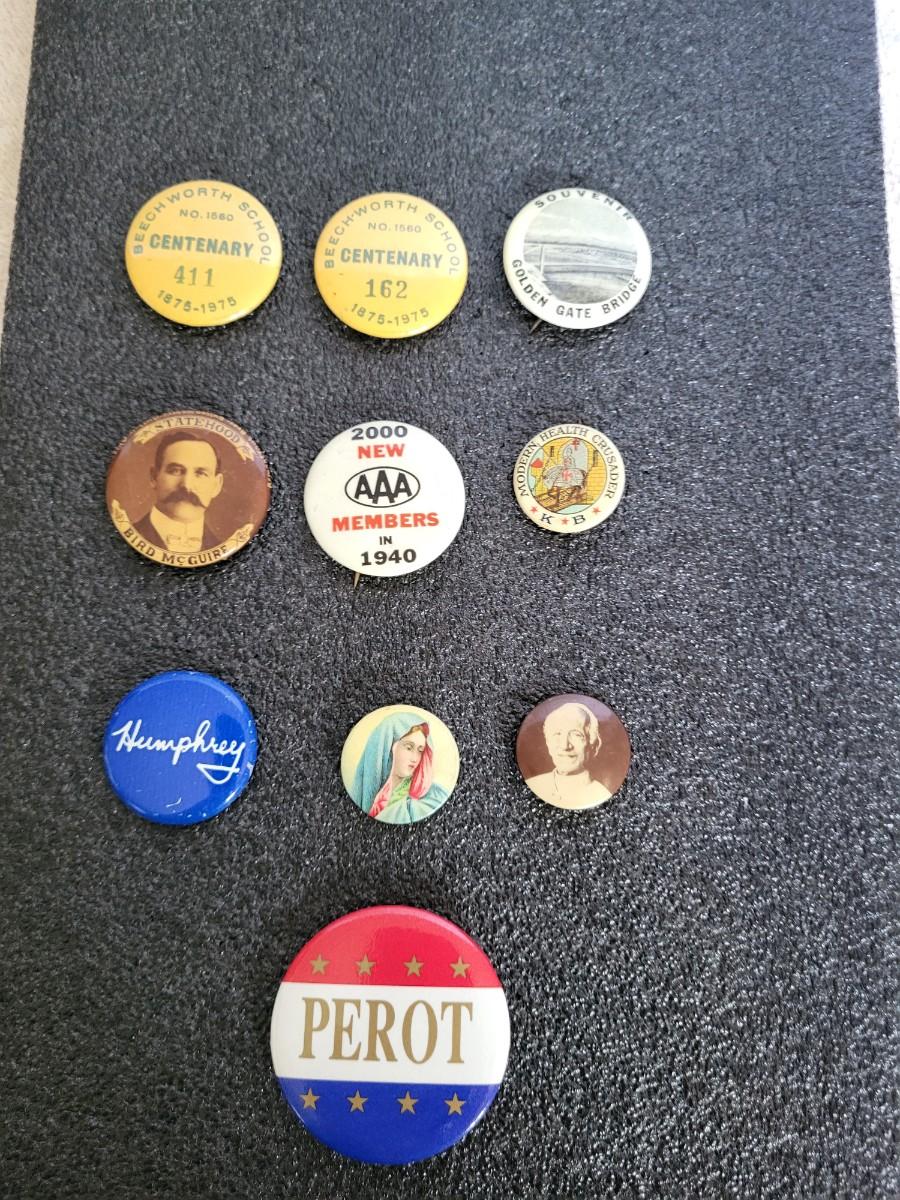 BEECHWORTH SCHOOL
NO. 1560
CENTENARY
411
1875-1975
BEECHWORTH SCHOOL
NO. 1560
CENTENARY
162
1875-1975
SOUVENIR
GOLDEN GATE BRIDGE
STATEHOOD
BIRD McGUIRE
2000
NEW
AAA
MEMBERS
IN
1940
MODERN HEALTH CRUSADER
K B
Humphrey
PEROT